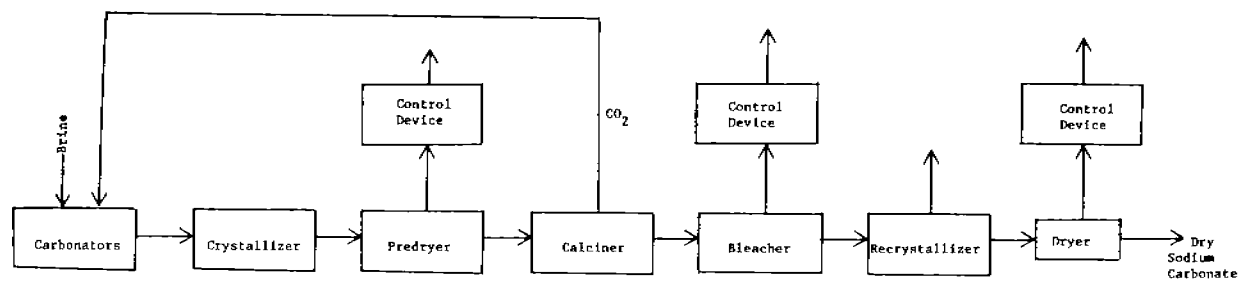 Control
Device
Control
Device
Control
Device
CO2
Brine
Carbonators
Crystallizer
Predryer
Calciner
Bleacher
Recrystallizer
Dryer
Dry
Sodium
Carbonate